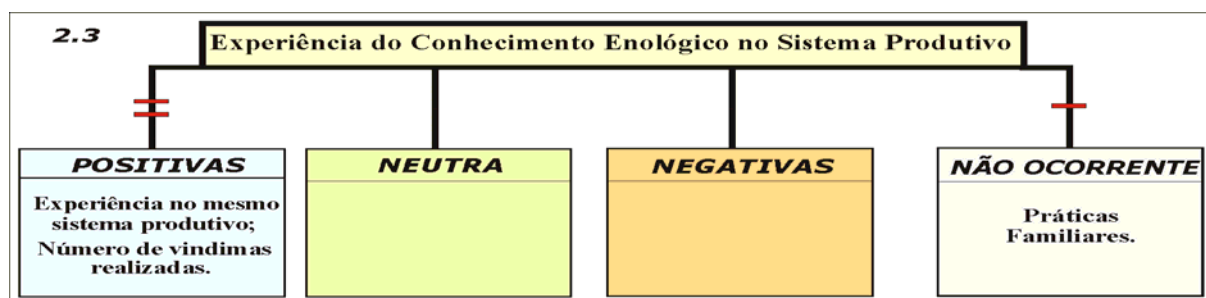 2.3
Experiência do Conhecimento Enológico no Sistema Produtivo
POSITIVAS
Experiência no mesmo
sistema produtivo;
Número de vindimas
realizadas.
NEUTRA
NEGATIVAS
NÃO OCORRENTE
Práticas
Familiares.